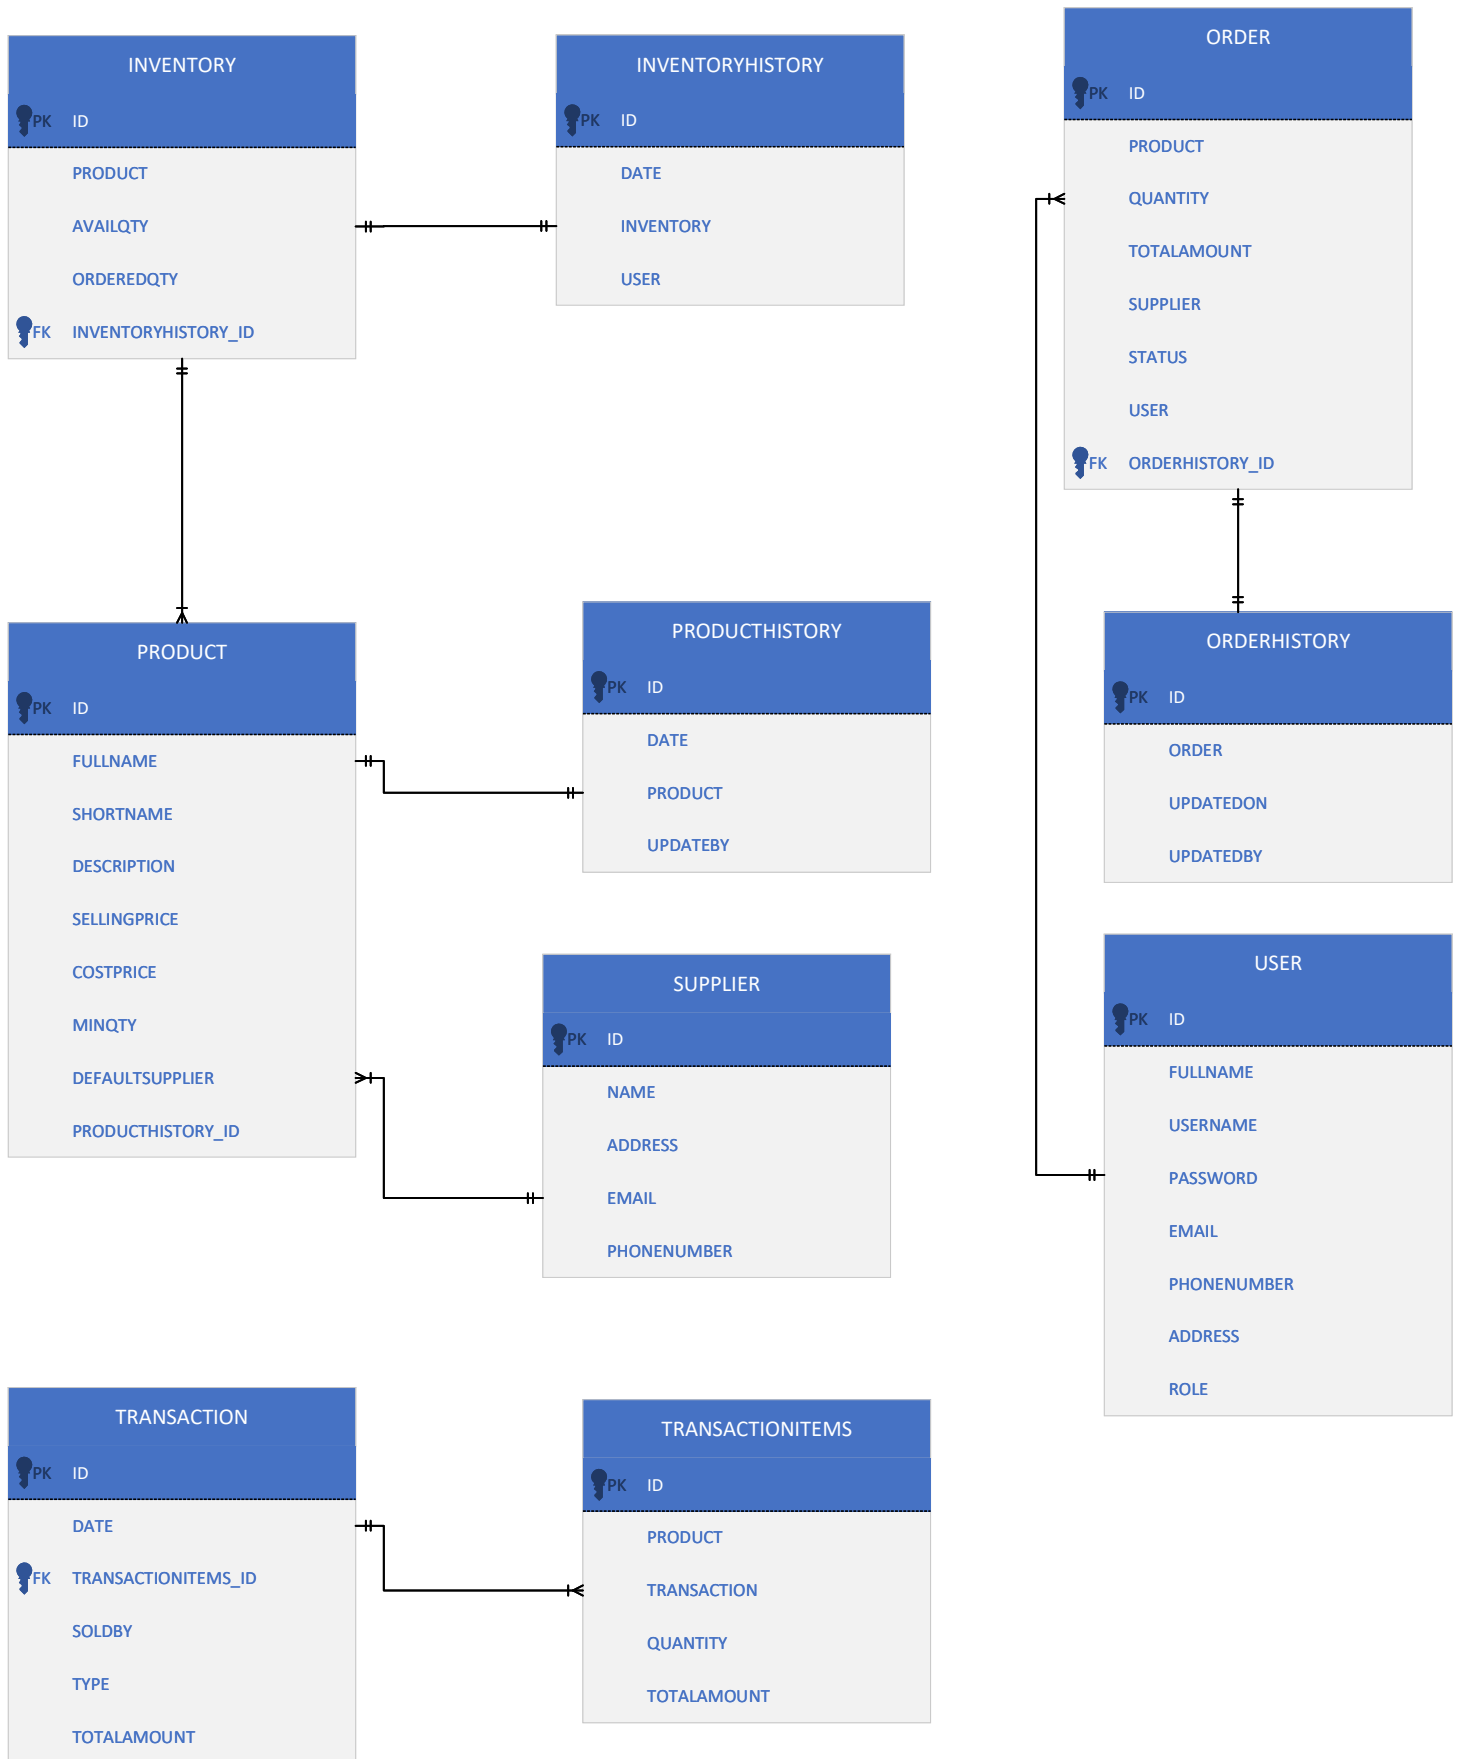 INVENTORY
PK ID
PRODUCT
AVAILQTY
ORDEREDQTY
FK INVENTORYHISTORY_ID
INVENTORYHISTORY
PK ID
DATE
INVENTORY
USER
ORDER
PK ID
PRODUCT
QUANTITY
TOTALAMOUNT
SUPPLIER
STATUS
USER
FK ORDERHISTORY_ID
PRODUCT
PK ID
FULLNAME
SHORTNAME
DESCRIPTION
SELLINGPRICE
COSTPRICE
MINQTY
DEFAULTSUPPLIER
PRODUCTHISTORY_ID
PRODUCTHISTORY
PK ID
DATE
PRODUCT
UPDATEBY
ORDERHISTORY
PK ID
ORDER
UPDATEDON
UPDATEDBY
SUPPLIER
PK ID
NAME
ADDRESS
EMAIL
PHONENUMBER
USER
PK ID
FULLNAME
USERNAME
PASSWORD
EMAIL
PHONENUMBER
ADDRESS
ROLE
TRANSACTION
PK ID
DATE
FK TRANSACTIONITEMS_ID
SOLDBY
TYPE
TOTALAMOUNT
TRANSACTIONITEMS
PK ID
PRODUCT
TRANSACTION
QUANTITY
TOTALAMOUNT